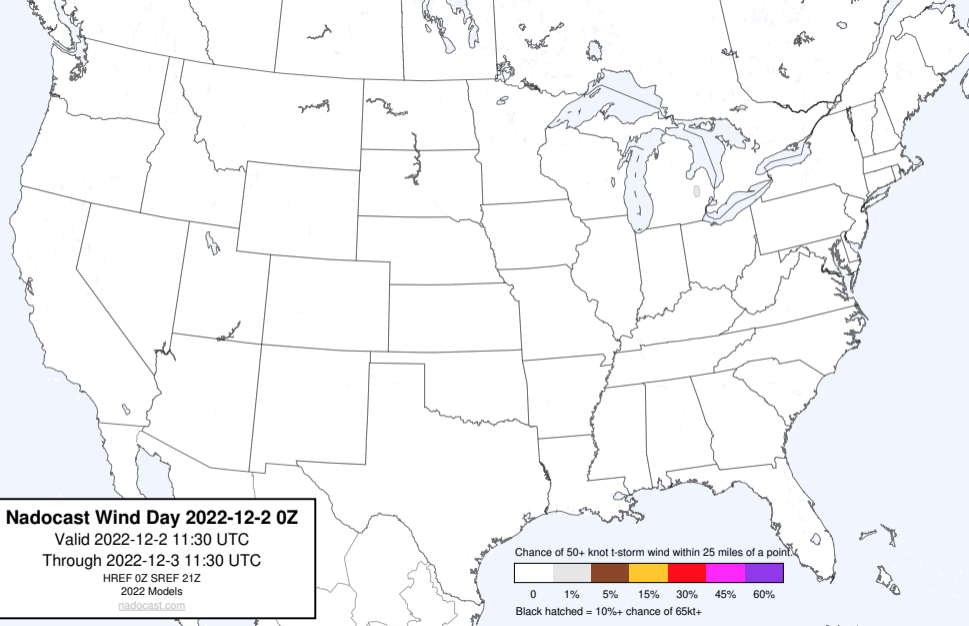 Nadocast Wind Day 2022-12-2 0Z
Valid 2022-12-2 11:30 UTC
Through 2022-12-3 11:30 UTC
HREF 0Z SREF 21Z
2022 Models
nadocast.com
Chance of 50+ knot t-storm wind within 25 miles of a point.
0 1% 5% 15% 30% 45% 60%
Black hatched = 10%+ chance of 65kt+